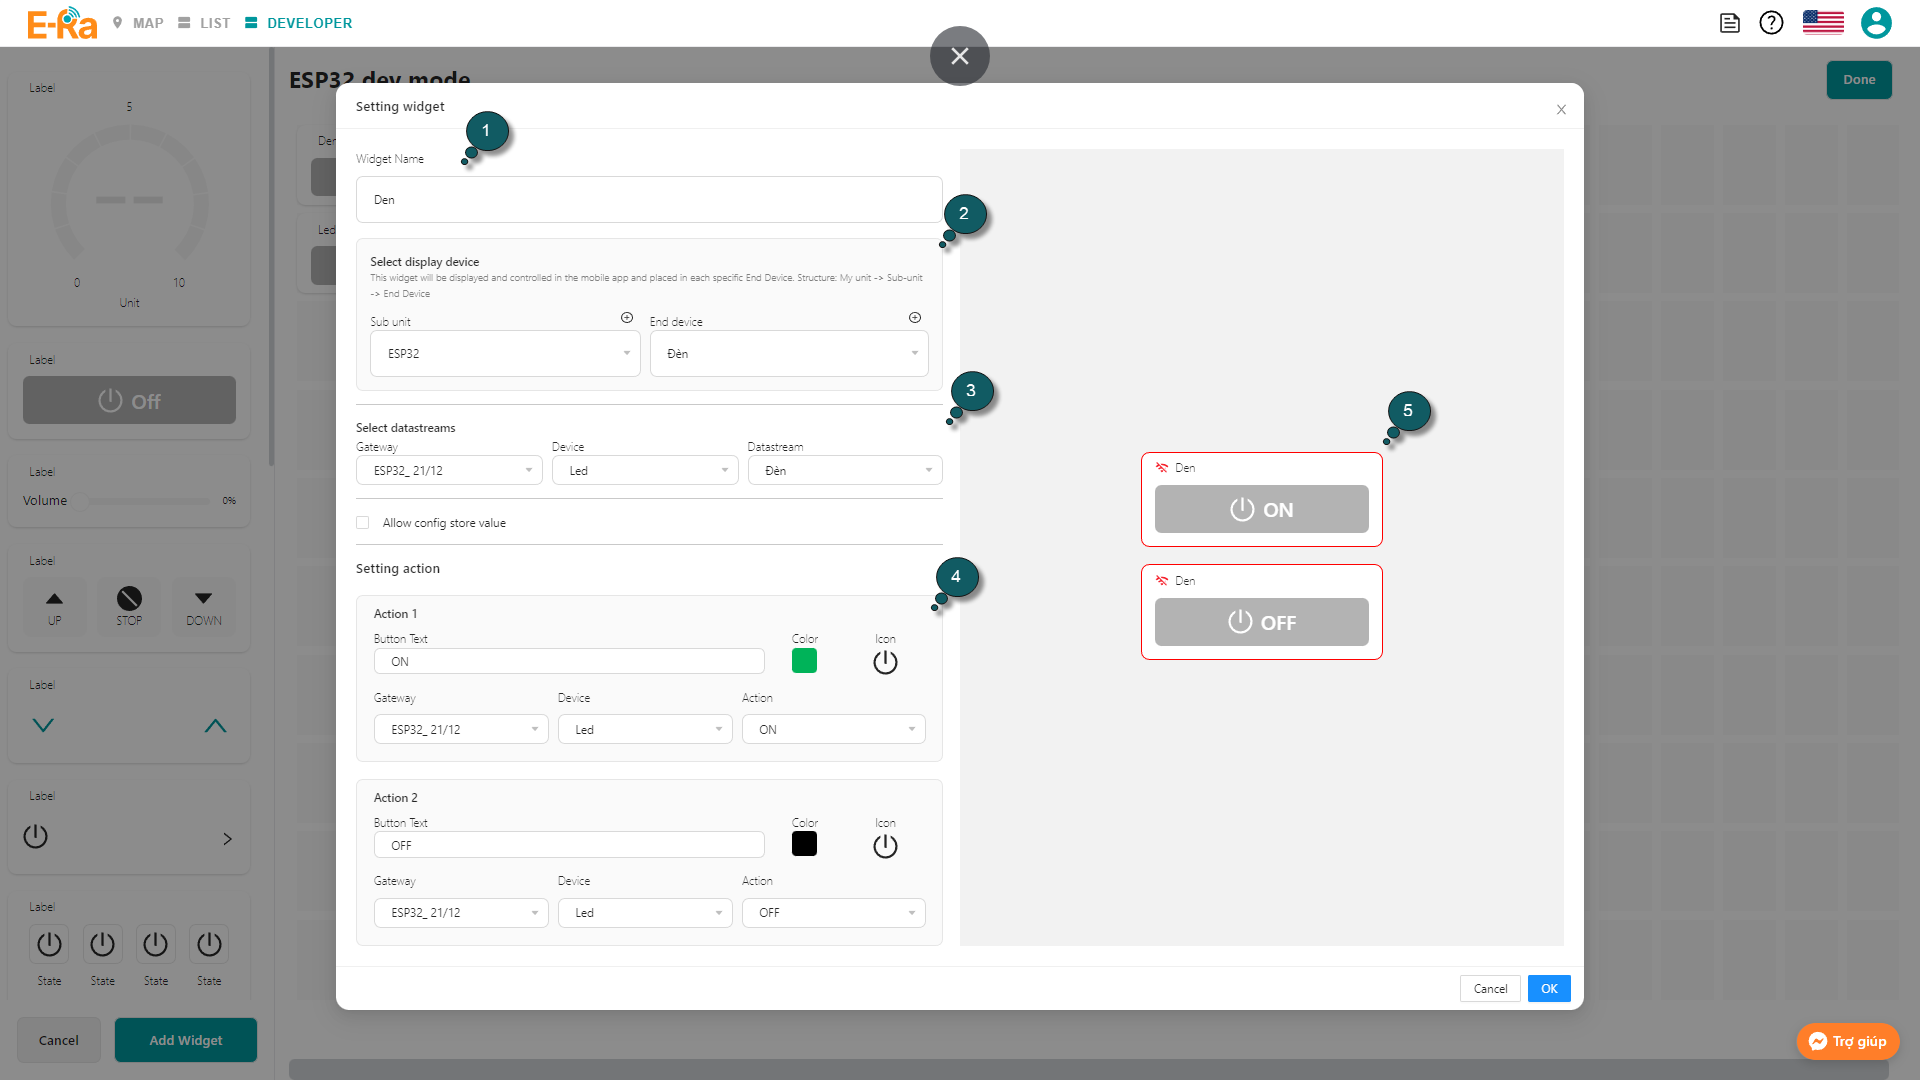 E-Ra
MAP
LIST
DEVELOPER
ESP32 dev mode
Done
Label
5
0
10
Unit
Label
Off
Label
Volume
0%
Label
UP
STOP
DOWN
Label
Label
Label
State
State
State
State
Cancel
Add Widget
Den
Led
Setting widget
1
Widget Name
Den
2
Select display device
This widget will be displayed and controlled in the mobile app and placed in each specific End Device. Structure: My unit -> Sub-unit
-> End Device
Sub unit
End device
ESP32
Đèn
3
Select datastreams
Gateway
Device
Datastream
ESP32_ 21/12
Led
Đèn
Allow config store value
Setting action
4
Action 1
Button Text
Color
Icon
ON
Gateway
Device
Action
ESP32_ 21/12
Led
ON
Action 2
Button Text
Color
Icon
OFF
Gateway
Device
Action
ESP32_ 21/12
Led
OFF
5
Den
ON
Den
OFF
Cancel
OK
Trợ giúp